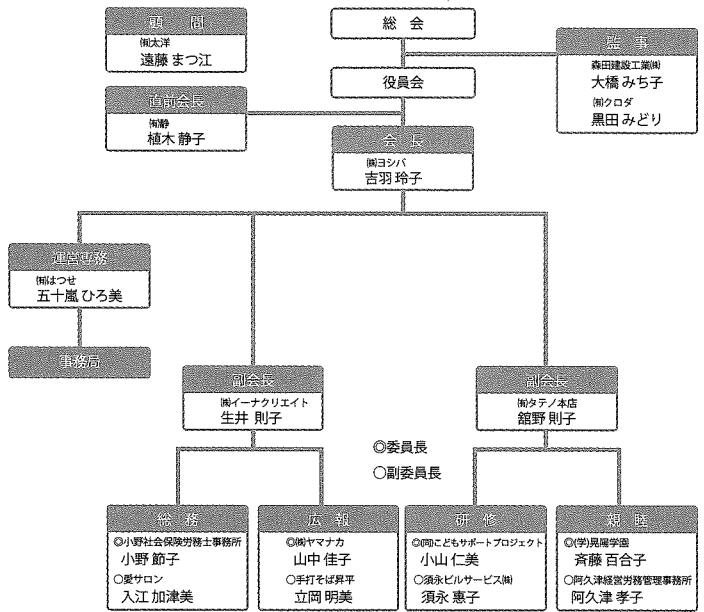 顧　問
㈲太洋
遠藤 まつ江
総　会
監　事
森田建設工業㈱
大橋 みち子
㈲クロダ
黒田 みどり
役員会
直前会長
㈲静
植木 静子
会　長
㈱ヨシバ
吉羽 玲子
運営専務
㈲はつせ
五十嵐 ひろ美
事務局
副会長
㈱イーナクリエイト
生井 則子
副会長
㈲タテノ本店
舘野 則子
◎委員長
○副委員長
総　務
◎小野社会保険労務士事務所
小野 節子
○愛サロン
入江 加津美
広　報
◎㈱ヤマナカ
山中 佳子
○手打そば昇平
立岡 明美
研　修
◎(同)こどもサポートプロジェクト
小山 仁美
○須永ビルサービス㈱
須永 惠子
親　睦
◎(学)晃陽学園
斉藤 百合子
○阿久津経営労務管理事務所
阿久津 孝子